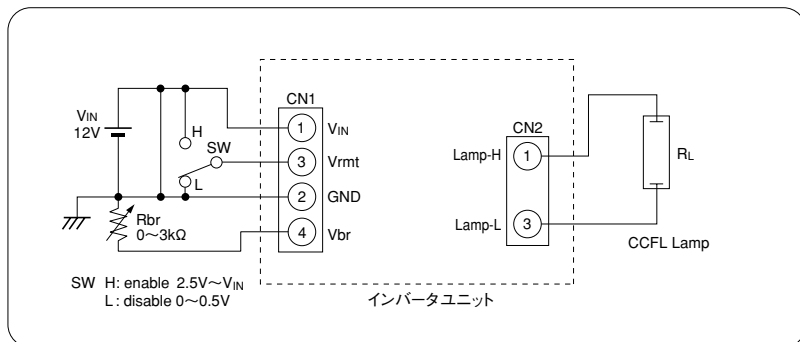 CN1
VIN
12V
H
SW
L
1
VIN
3
Vrmt
2
GND
4
Vbr
Rbr
0～3kΩ
SW H: enable 2.5V～VIN
L: disable 0～0.5V
CN2
Lamp-H
1
Lamp-L
3
RL
CCFL Lamp
インバータユニット